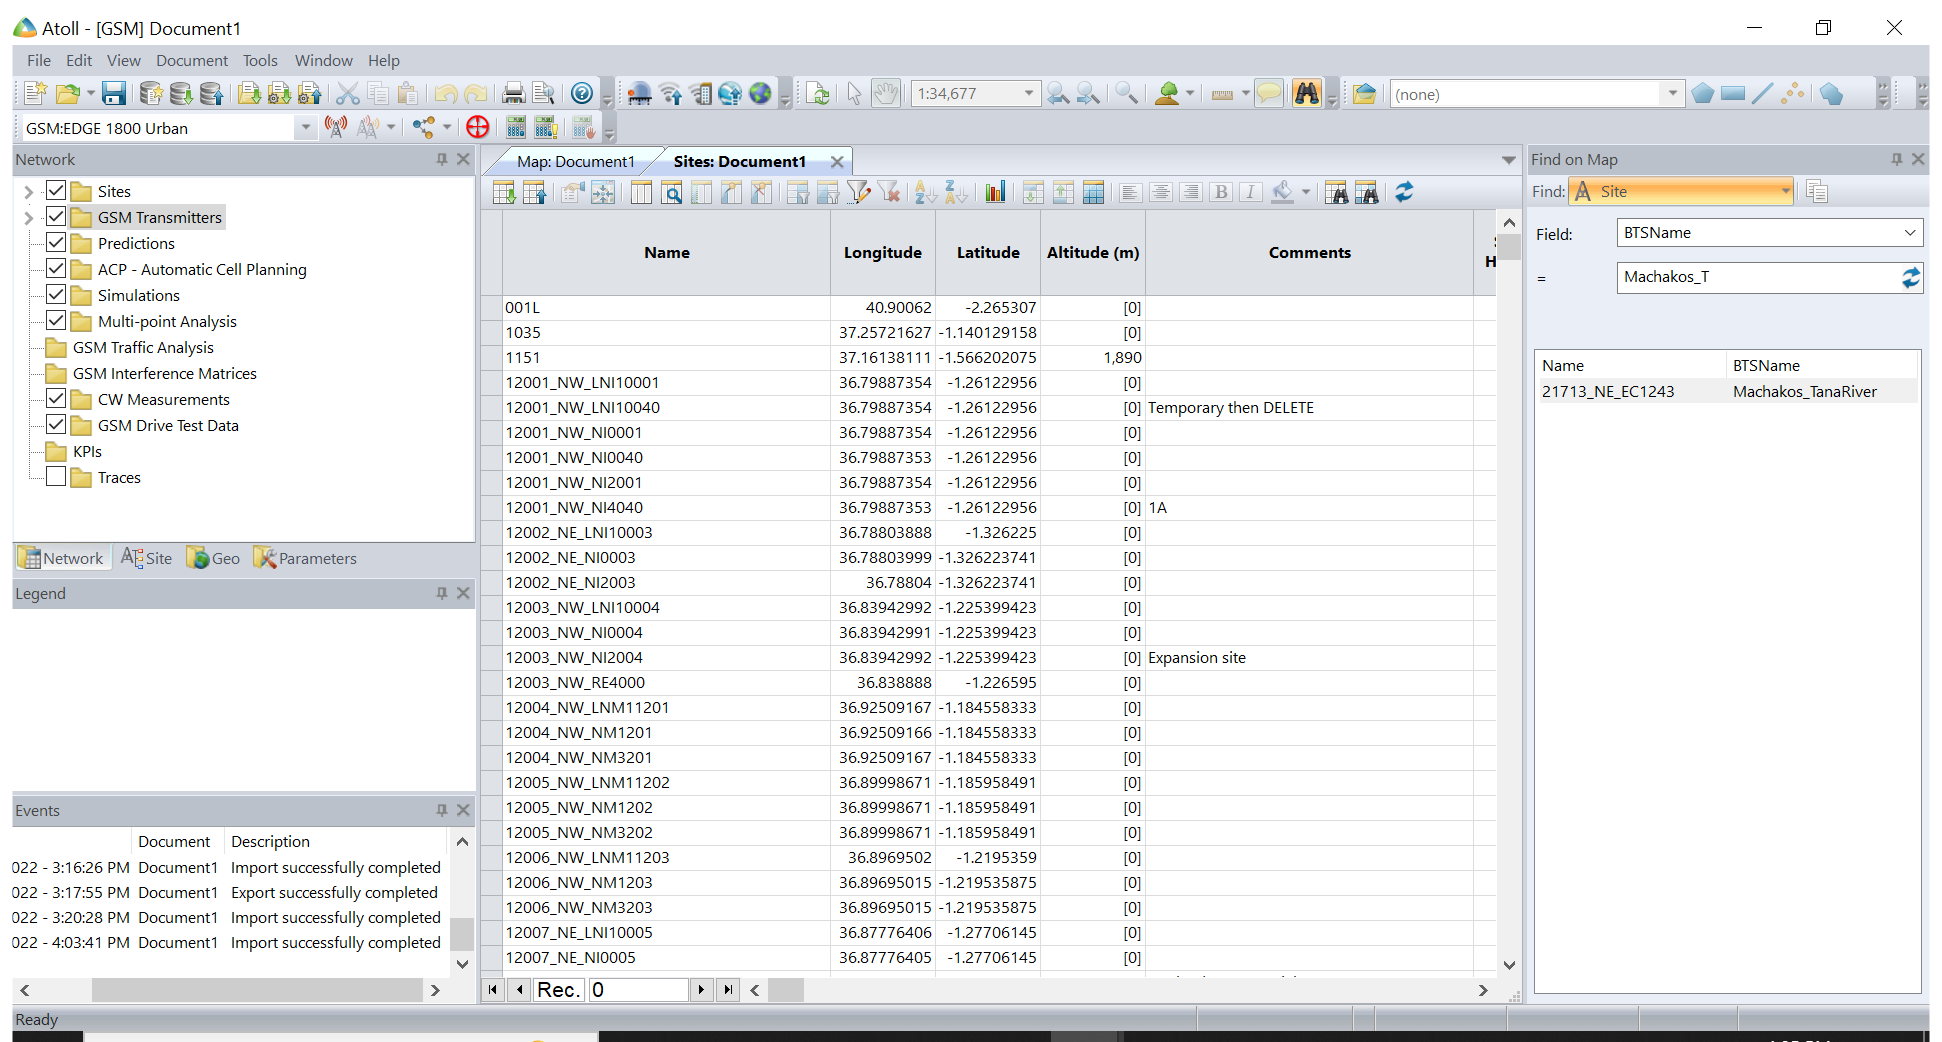 Atoll - [GSM] Document1
File Edit View Document Tools Window Help
1:34,677
(none)
GSM:EDGE 1800 Urban
Network
Sites
GSM Transmitters
Predictions
ACP - Automatic Cell Planning
Simulations
Multi-point Analysis
GSM Traffic Analysis
GSM Interference Matrices
CW Measurements
GSM Drive Test Data
KPIs
Traces
Network Site Geo Parameters
Legend
Events
Document Description
022 - 3:16:26 PM Document1 Import successfully completed
022 - 3:17:55 PM Document1 Export successfully completed
022 - 3:20:28 PM Document1 Import successfully completed
022 - 4:03:41 PM Document1 Import successfully completed
Map: Document1 Sites: Document1
Name Longitude Latitude Altitude (m) Comments
001L 40.90062 -2.265307 [0]
1035 37.25721627 -1.140129158 [0]
1151 37.16138111 -1.566202075 1,890
12001_NW_LNI10001 36.79887354 -1.26122956 [0]
12001_NW_LNI10040 36.79887354 -1.26122956 [0] Temporary then DELETE
12001_NW_NI0001 36.79887354 -1.26122956 [0]
12001_NW_NI0040 36.79887353 -1.26122956 [0]
12001_NW_NI2001 36.79887354 -1.26122956 [0]
12001_NW_NI4040 36.79887353 -1.26122956 [0] 1A
12002_NE_LNI10003 36.78803888 -1.326225 [0]
12002_NE_NI0003 36.78803999 -1.326223741 [0]
12002_NE_NI2003 36.78804 -1.326223741 [0]
12003_NW_LNI10004 36.83942992 -1.225399423 [0]
12003_NW_NI0004 36.83942991 -1.225399423 [0]
12003_NW_NI2004 36.83942992 -1.225399423 [0] Expansion site
12003_NW_RE4000 36.838888 -1.226595 [0]
12004_NW_LNM11201 36.92509167 -1.184558333 [0]
12004_NW_NM1201 36.92509166 -1.184558333 [0]
12004_NW_NM3201 36.92509167 -1.184558333 [0]
12005_NW_LNM11202 36.89998671 -1.185958491 [0]
12005_NW_NM1202 36.89998671 -1.185958491 [0]
12005_NW_NM3202 36.89998671 -1.185958491 [0]
12006_NW_LNM11203 36.8969502 -1.2195359 [0]
12006_NW_NM1203 36.89695015 -1.219535875 [0]
12006_NW_NM3203 36.89695015 -1.219535875 [0]
12007_NE_LNI10005 36.87776406 -1.27706145 [0]
12007_NE_NI0005 36.87776405 -1.27706145 [0]
Rec. 0
Find on Map
Find: Site
Field: BTSName
= Machakos_T
Name BTSName
21713_NE_EC1243 Machakos_TanaRiver
Ready